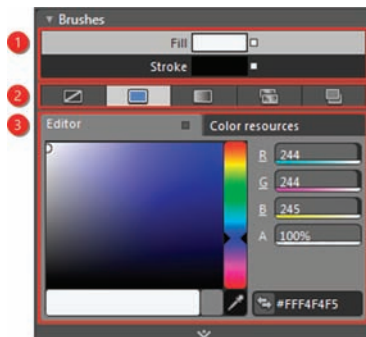 Brushes
1
Fill
Stroke
2
3
Editor
Color resources
R 244
G 244
B 245
A 100%
#FFF4F4F5